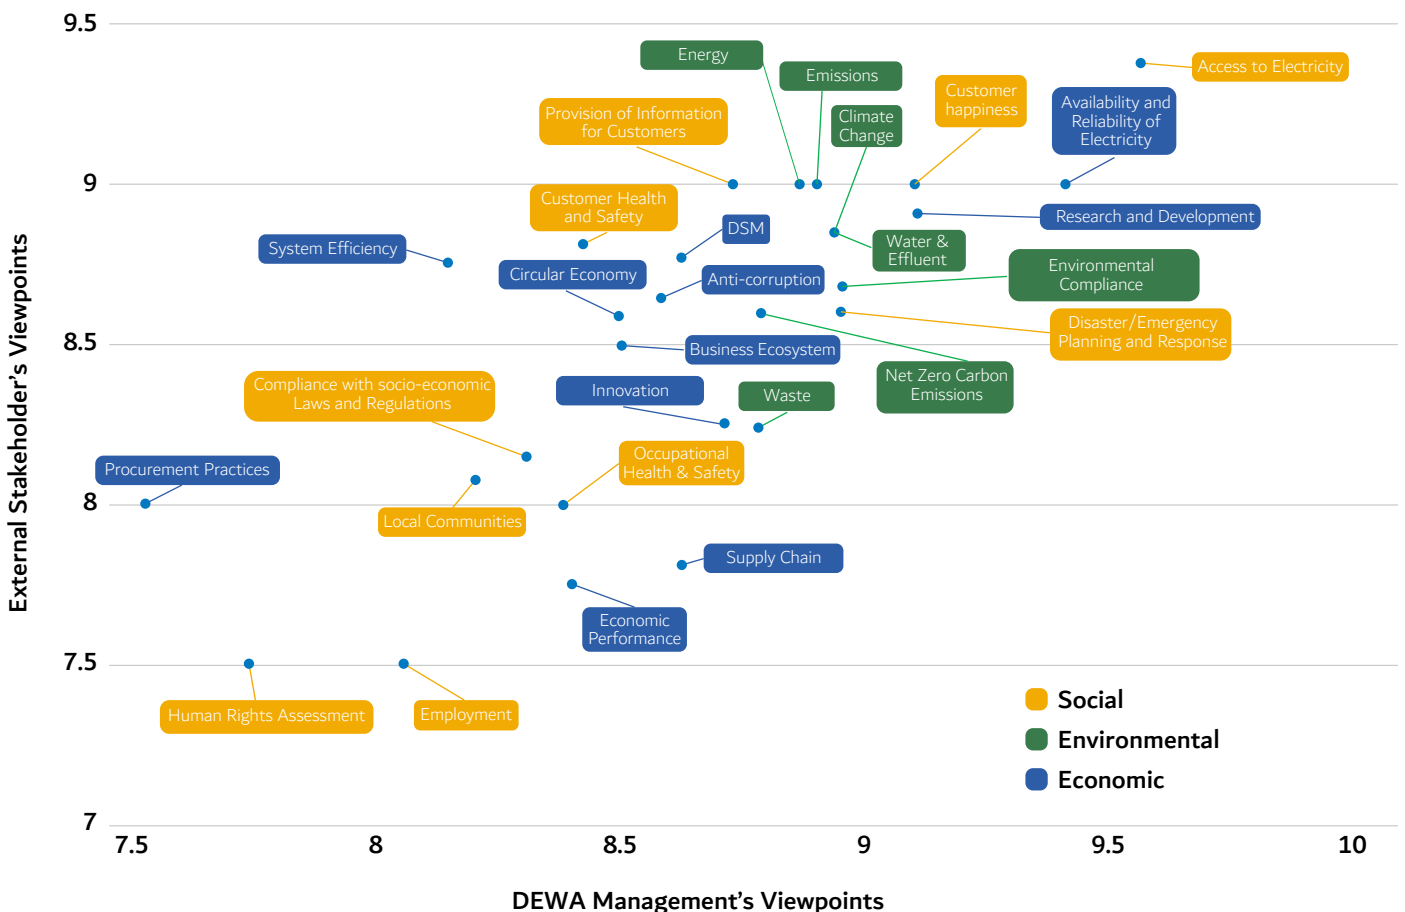 9.5
Energy
Emissions
Access to Electricity
Customer
happiness
Availability and
Reliability of
Electricity
Provision of Information
for Customers
Climate
Change
9
Customer Health
and Safety
DSM
Research and Development
System Efficiency
Water &
Effluent
Circular Economy
Anti-corruption
Environmental
Compliance
Disaster/Emergency
Planning and Response
8.5
Business Ecosystem
Compliance with socio-economic
Laws and Regulations
Innovation
Waste
Net Zero Carbon
Emissions
Procurement Practices
Occupational
Health & Safety
8
Local Communities
Supply Chain
Economic
Performance
7.5
Human Rights Assessment
Employment
Social
Environmental
Economic
7
7.5
8
8.5
9
9.5
10
External Stakeholder's Viewpoints
DEWA Management's Viewpoints